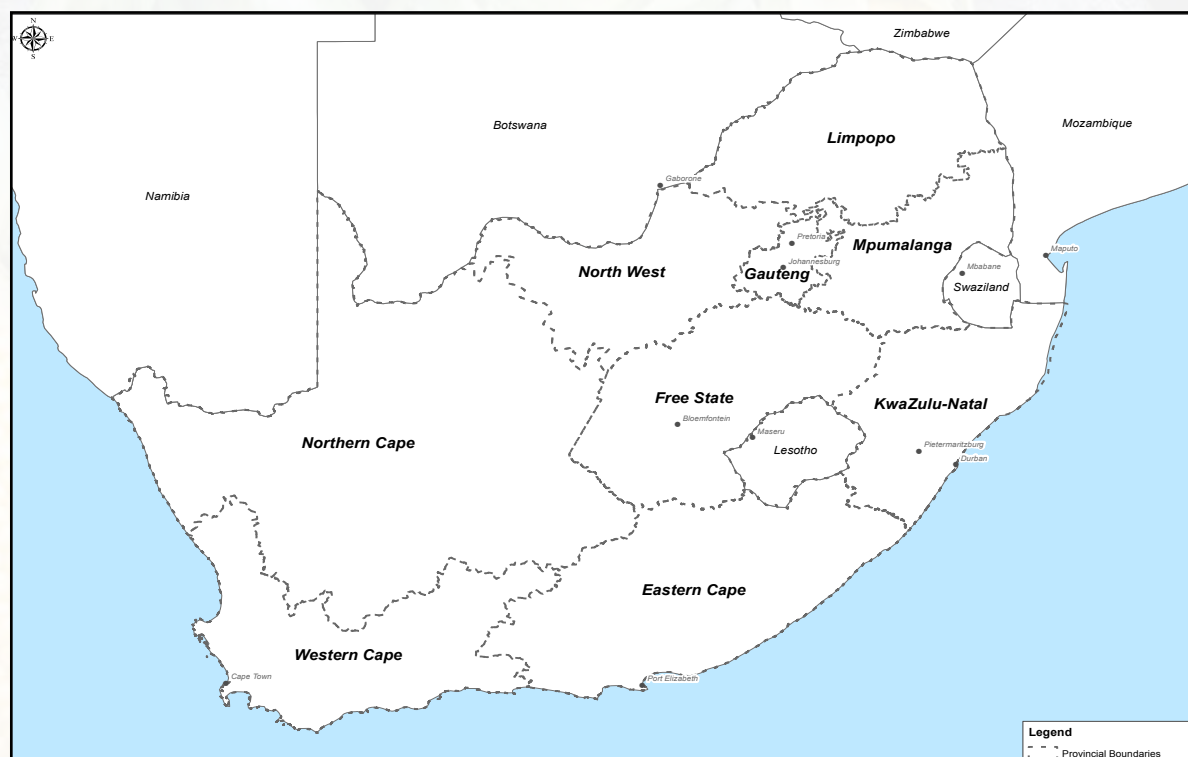 N
W E
S
Zimbabwe
Mozambique
Botswana
Limpopo
Gaborone
Namibia
Pretoria
Mpumalanga
Maputo
North West
Johannesburg
Gauteng
Mbabane
Swaziland
Free State
KwaZulu-Natal
Bloemfontein
Maseru
Northern Cape
Lesotho
Pietermaritzburg
Durban
Eastern Cape
Western Cape
Cape Town
Port Elizabeth
Legend
Provincial Boundaries